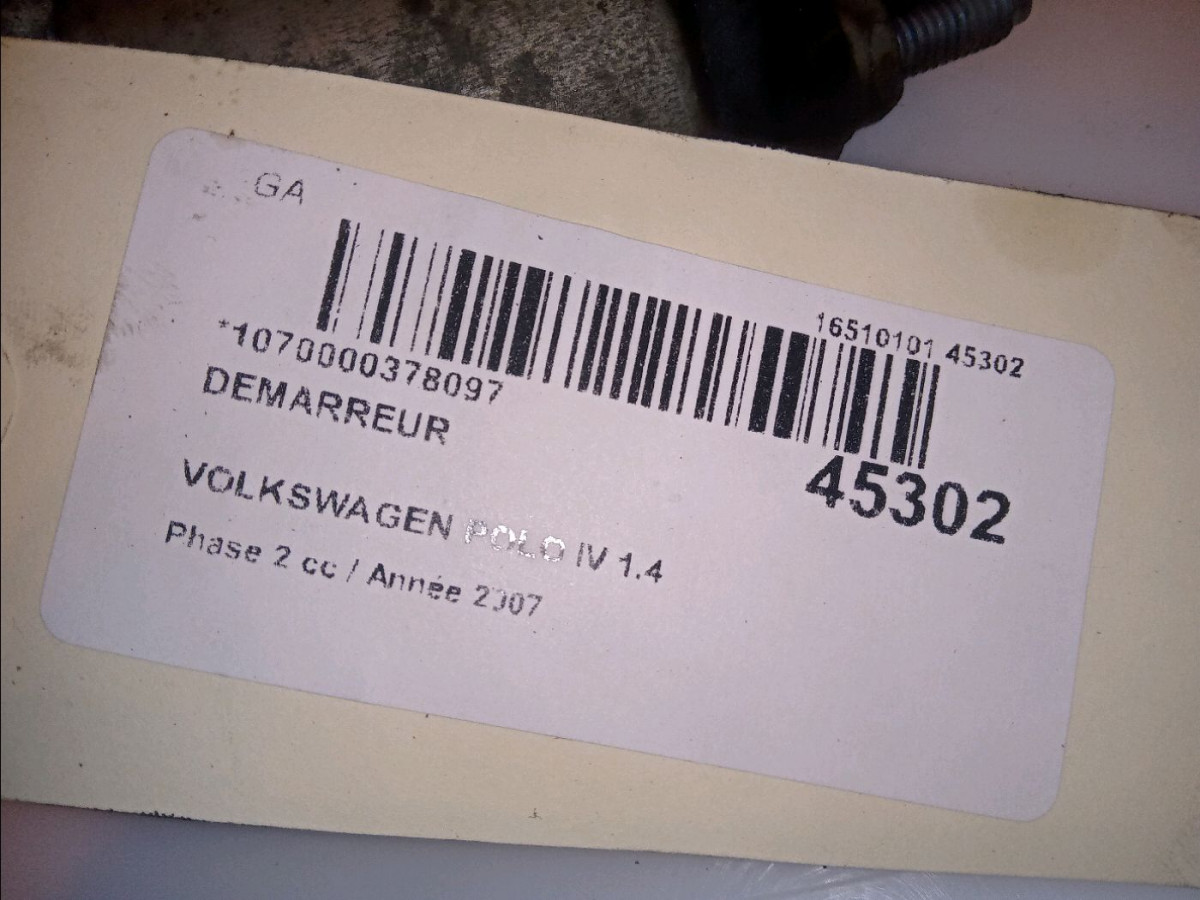 GA
16510101 45302
*1070000378097
DEMARREUR
45302
VOLKSWAGEN POLO IV 1.4
Phase 2 cc / Année 2007